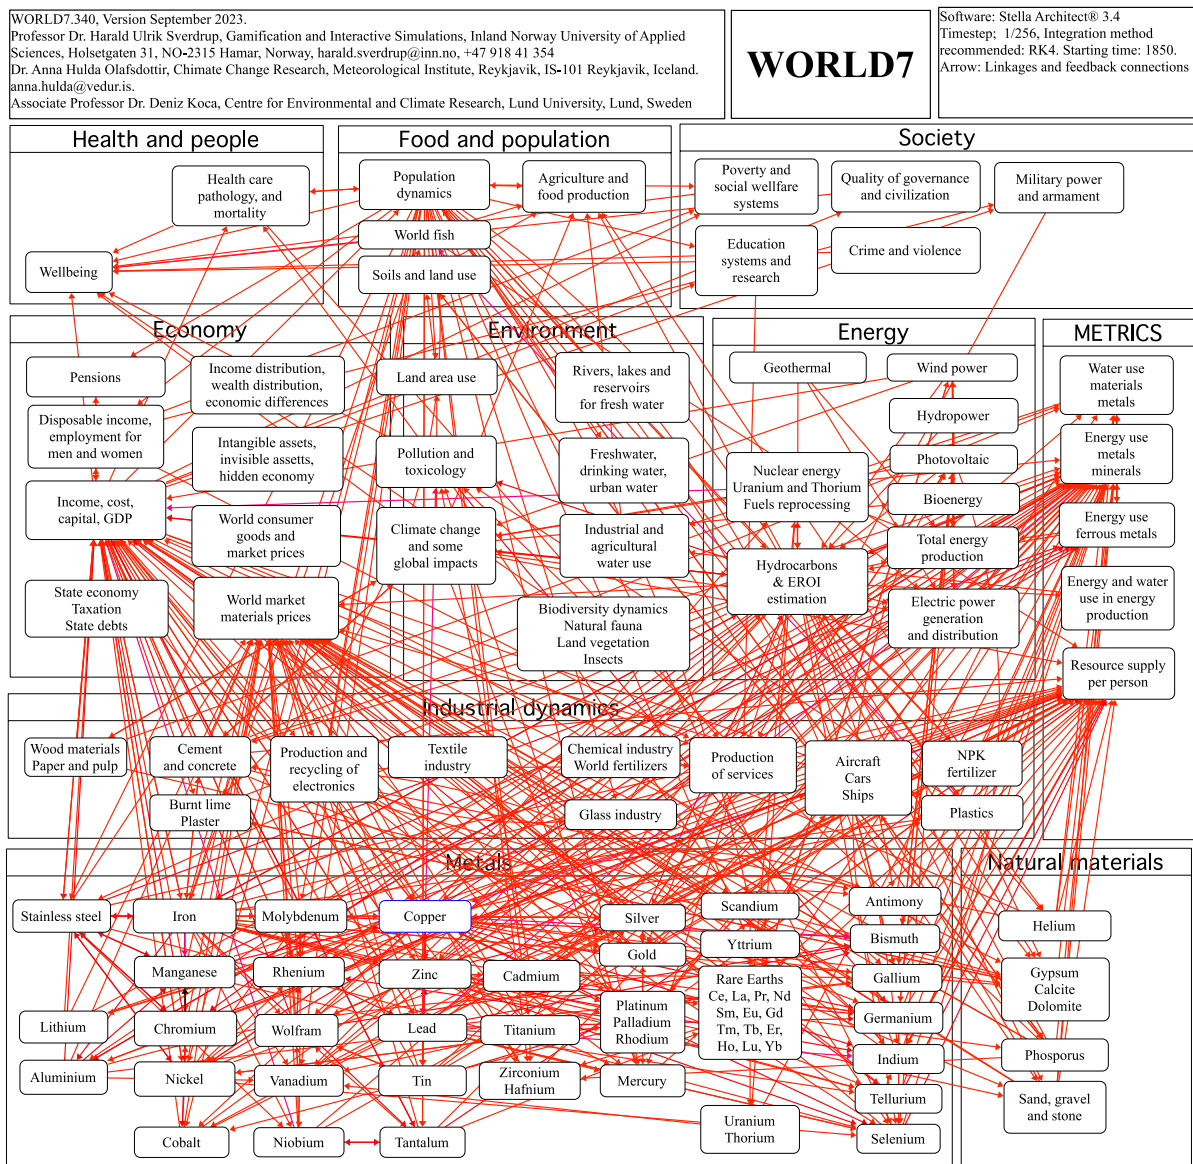 WORLD7.340, Version September 2023.
Professor Dr. Harald Ulrik Sverdrup, Gamification and Interactive Simulations, Inland Norway University of Applied
Sciences, Holsetgaten 31, NO-2315 Hamar, Norway, harald.sverdrup@inn.no, +47 918 41 354
Dr. Anna Hulda Olafsdottir, Chimate Change Research, Meteorological Institute, Reykjavik, IS-101 Reykjavik, Iceland.
anna.hulda@vedur.is.
Associate Professor Dr. Deniz Koca, Centre for Environmental and Climate Research, Lund University, Lund, Sweden
WORLD7
Software: Stella Architect® 3.4
Timestep; 1/256, Integration method
recommended: RK4. Starting time: 1850.
Arrow: Linkages and feedback connections
Health and people
Health care
pathology, and
mortality
Wellbeing
Food and population
Population
dynamics
Agriculture and
food production
World fish
Soils and land use
Society
Poverty and
social wellfare
systems
Quality of governance
and civilization
Military power
and armament
Education
systems and
research
Crime and violence
Economy
Pensions
Income distribution,
wealth distribution,
economic differences
Disposable income,
employment for
men and women
Intangible assets,
invisible assetts,
hidden economy
Income, cost,
capital, GDP
World consumer
goods and
market prices
State economy
Taxation
State debts
World market
materials prices
Environment
Land area use
Rivers, lakes and
reservoirs
for fresh water
Pollution and
toxicology
Freshwater,
drinking water,
urban water
Climate change
and some
global impacts
Industrial and
agricultural
water use
Biodiversity dynamics
Natural fauna
Land vegetation
Insects
Energy
Geothermal
Wind power
Hydropower
Photovoltaic
Nuclear energy
Uranium and Thorium
Fuels reprocessing
Bioenergy
Total energy
production
Hydrocarbons
& EROI
estimation
Electric power
generation
and distribution
METRICS
Water use
materials
metals
Energy use
metals
minerals
Energy use
ferrous metals
Energy and water
use in energy
production
Resource supply
per person
Industrial dynamics
Wood materials
Paper and pulp
Cement
and concrete
Production and
recycling of
electronics
Textile
industry
Chemical industry
World fertilizers
Production
of services
Aircraft
Cars
Ships
NPK
fertilizer
Burnt lime
Plaster
Glass industry
Plastics
Metals
Stainless steel
Iron
Molybdenum
Copper
Silver
Scandium
Antimony
Gold
Yttrium
Bismuth
Manganese
Rhenium
Zinc
Cadmium
Rare Earths
Ce, La, Pr, Nd
Sm, Eu, Gd
Tm, Tb, Er,
Ho, Lu, Yb
Gallium
Platinum
Palladium
Rhodium
Germanium
Lithium
Chromium
Wolfram
Lead
Titanium
Indium
Aluminium
Nickel
Vanadium
Tin
Zirconium
Hafnium
Mercury
Tellurium
Uranium
Thorium
Cobalt
Niobium
Tantalum
Selenium
Natural materials
Helium
Gypsum
Calcite
Dolomite
Phosporus
Sand, gravel
and stone